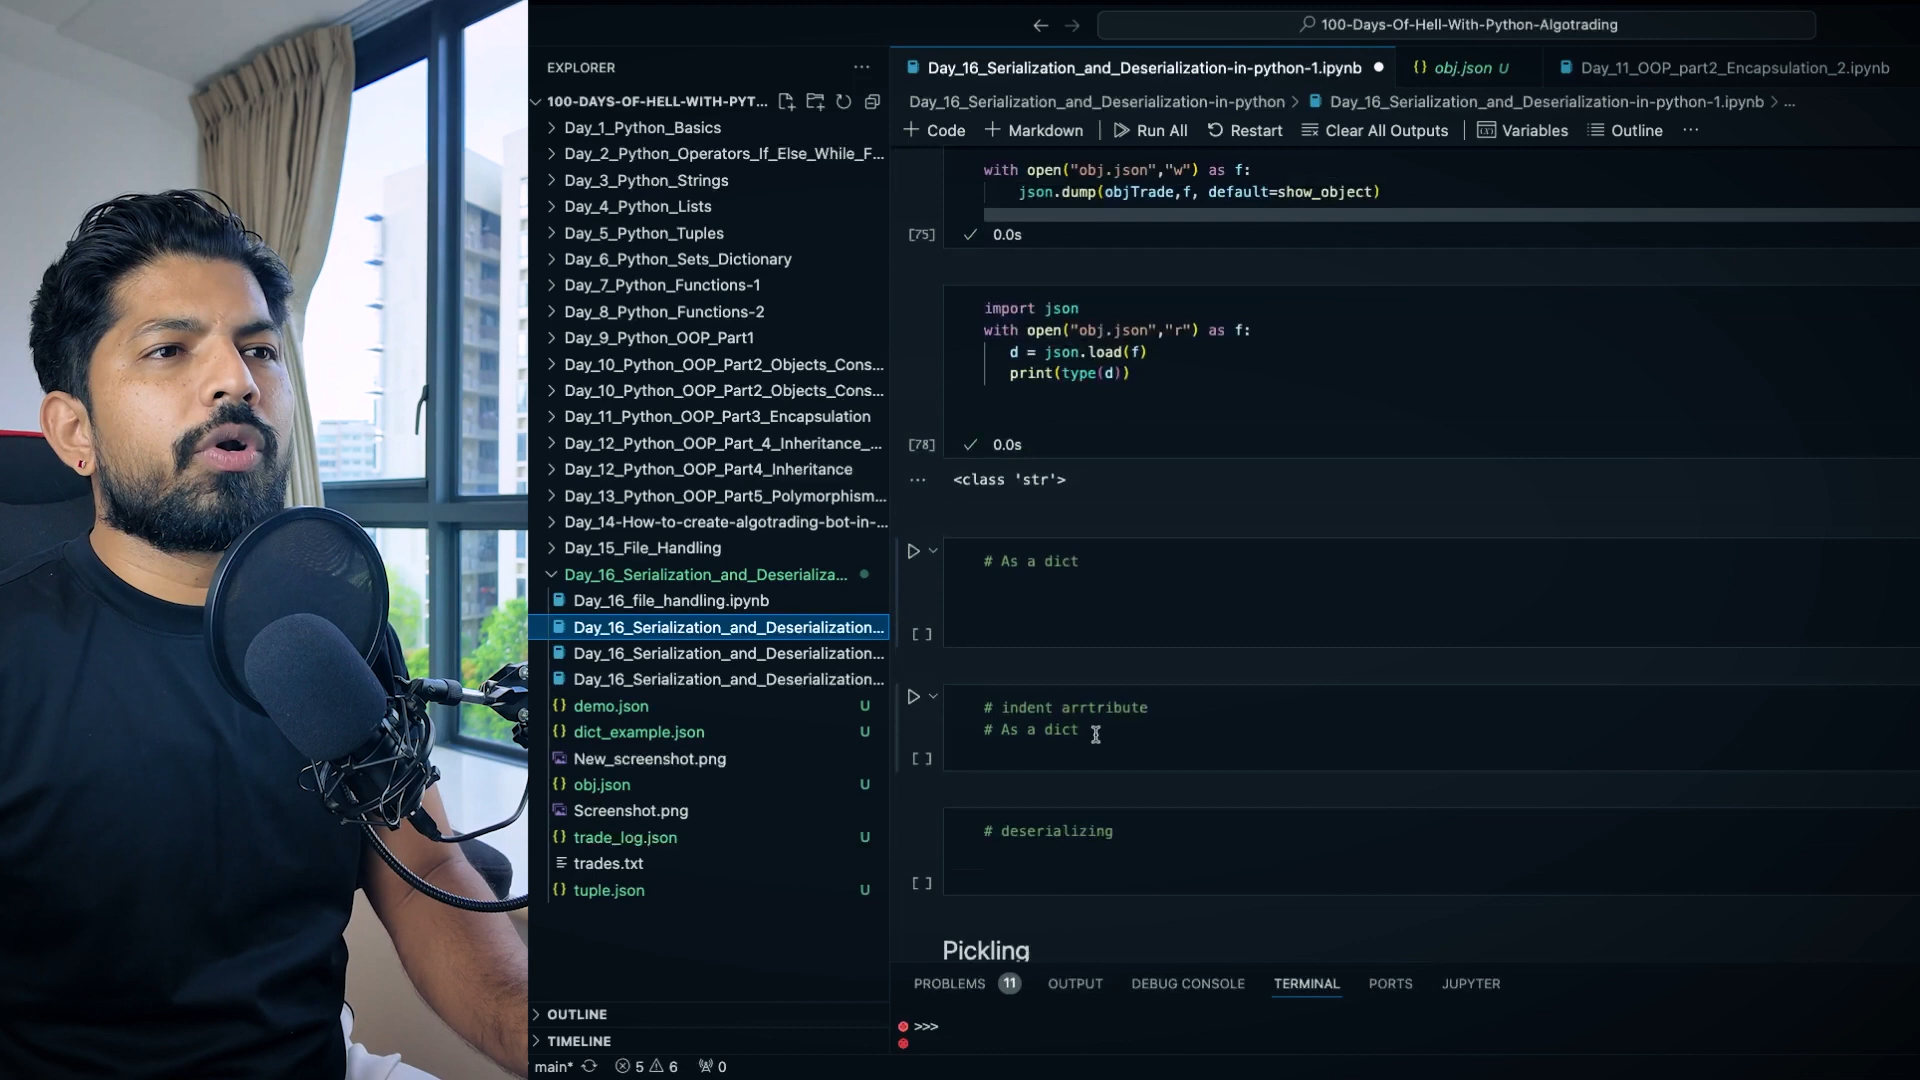 100-Days-Of-Hell-With-Python-Algotrading
EXPLORER
100-DAYS-OF-HELL-WITH-PYT...
Day_1_Python_Basics
Day_2_Python_Operators_If_Else_While_F...
Day_3_Python_Strings
Day_4_Python_Lists
Day_5_Python_Tuples
Day_6_Python_Sets_Dictionary
Day_7_Python_Functions-1
Day_8_Python_Functions-2
Day_9_Python_OOP_Part1
Day_10_Python_OOP_Part2_Objects_Cons...
Day_10_Python_OOP_Part2_Objects_Cons...
Day_11_Python_OOP_Part3_Encapsulation
Day_12_Python_OOP_Part_4_Inheritance_...
Day_12_Python_OOP_Part4_Inheritance
Day_13_Python_OOP_Part5_Polymorphism...
Day_14-How-to-create-algotrading-bot-in-...
Day_15_File_Handling
Day_16_Serialization_and_Deserializa...
Day_16_file_handling.ipynb
Day_16_Serialization_and_Deserialization...
Day_16_Serialization_and_Deserialization...
Day_16_Serialization_and_Deserialization...
demo.json U
dict_example.json U
New_screenshot.png
obj.json U
Screenshot.png
trade_log.json U
trades.txt
tuple.json U
OUTLINE
TIMELINE
Day_16_Serialization_and_Deserialization-in-python-1.ipynb obj.json U Day_11_OOP_part2_Encapsulation_2.ipynb
Day_16_Serialization_and_Deserialization-in-python > Day_16_Serialization_and_Deserialization-in-python-1.ipynb > ...
+ Code + Markdown Run All Restart Clear All Outputs Variables Outline ...
with open("obj.json","w") as f:
json.dump(objTrade,f, default=show_object)
[75] 0.0s
import json
with open("obj.json","r") as f:
d = json.load(f)
print(type(d))
[78] 0.0s
... <class 'str'>
# As a dict
[ ]
# indent arrtribute
# As a dict
[ ]
# deserializing
[ ]
Pickling
PROBLEMS 11 OUTPUT DEBUG CONSOLE TERMINAL PORTS JUPYTER
>>>
main* 5 6 0